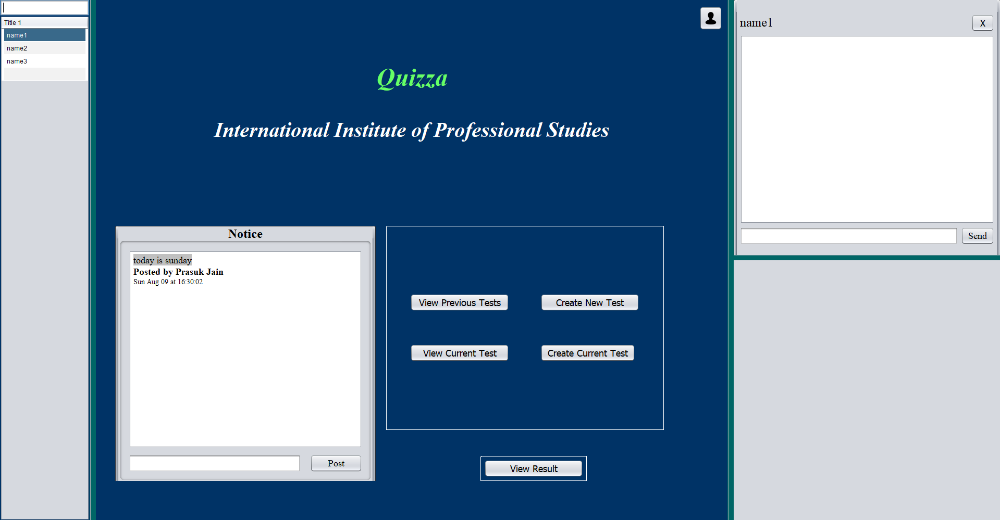 Title 1
name1
name2
name3
Quizza
International Institute of Professional Studies
Notice
today is sunday
Posted by Prasuk Jain
Sun Aug 09 at 16:30:02
Post
View Previous Tests
Create New Test
View Current Test
Create Current Test
View Result
name1
X
Send